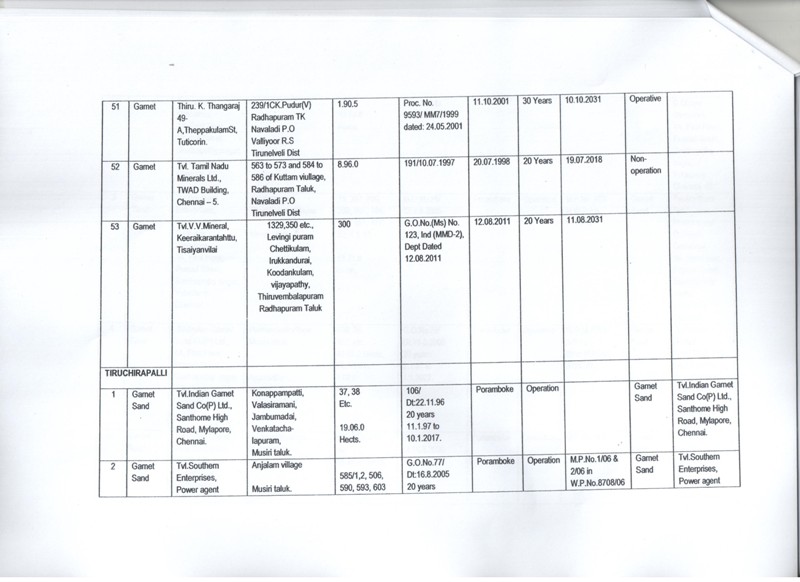 51
Garnet
Thiru. K. Thangaraj
49-
A,TheppakulamSt,
Tuticorin.
239/1CK.Pudur(V)
Radhapuram TK
Navaladi P.O
Valliyoor R.S
Tirunelveli Dist
1.90.5
Proc. No.
9593/ MM7/1999
dated: 24.05.2001
11.10.2001
30 Years
10.10.2031
Operative
52
Garnet
Tvl. Tamil Nadu
Minerals Ltd.,
TWAD Building,
Chennai – 5.
563 to 573 and 584 to
586 of Kuttam viullage,
Radhapuram Taluk,
Navaladi P.O
Tirunelveli Dist
8.96.0
191/10.07.1997
20.07.1998
20 Years
19.07.2018
Non-
operation
53
Garnet
Tvl.V.V.Mineral,
Keeraikarantahttu,
Tisaiyanvilai
1329,350 etc.,
Levingi puram
Chettikulam,
Irukkandurai,
Koodankulam,
vijayapathy,
Thiruvembalapuram
Radhapuram Taluk
300
G.O.No.(Ms) No.
123, Ind (MMD-2),
Dept Dated
12.08.2011
12.08.2011
20 Years
11.08.2031
TIRUCHIRAPALLI
1
Garnet
Sand
Tvl.Indian Garnet
Sand Co(P) Ltd.,
Santhome High
Road, Mylapore,
Chennai.
Konappampatti,
Valasiramani,
Jambumadai,
Venkatacha-
lapuram,
Musiri taluk.
37, 38
Etc.
19.06.0
Hects.
106/
Dt:22.11.96
20 years
11.1.97 to
10.1.2017.
Poramboke
Operation
Garnet
Sand
Tvl.Indian Garnet
Sand Co(P) Ltd.,
Santhome High
Road, Mylapore,
Chennai.
2
Garnet
Sand
Tvl.Southern
Enterprises,
Power agent
Anjalam village
Musiri taluk.
585/1,2, 506,
590, 593, 603
G.O.No.77/
Dt:16.8.2005
20 years
Poramboke
Operation
M.P.No.1/06 &
2/06 in
W.P.No.8708/06
Garnet
Sand
Tvl.Southern
Enterprises,
Power agent